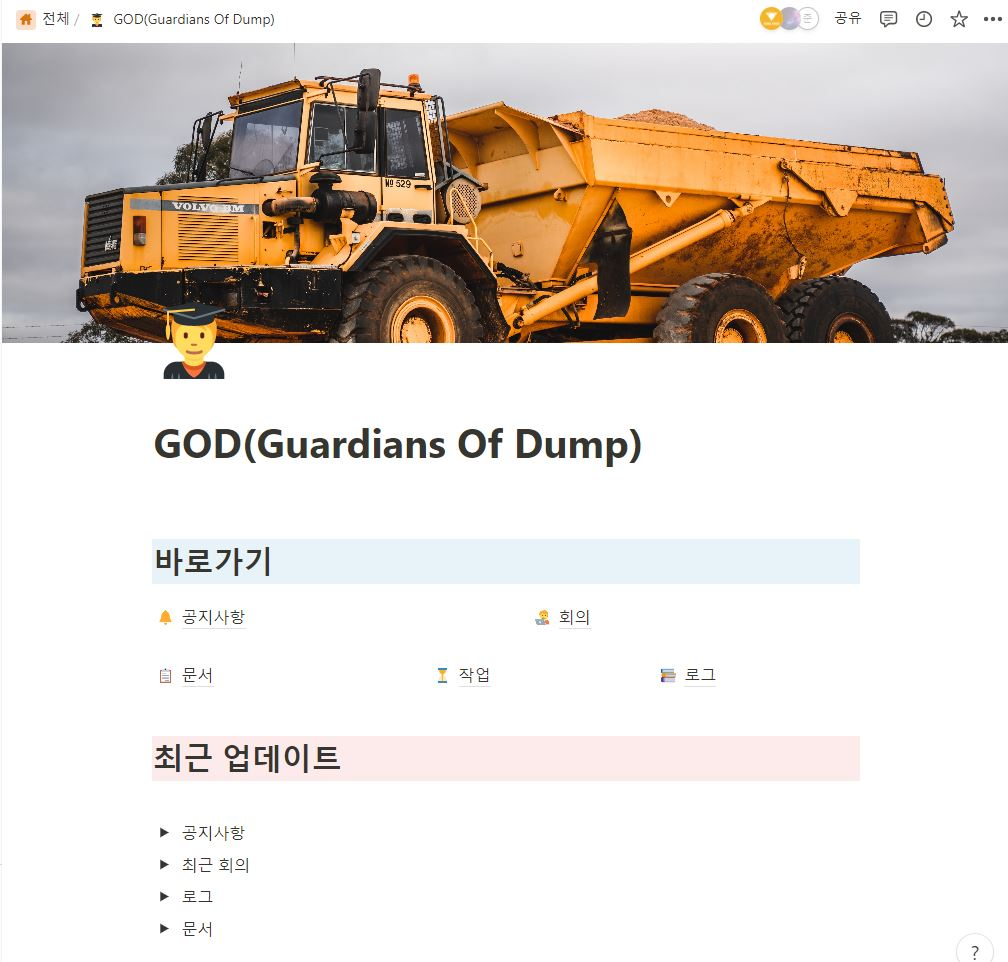 전체 / GOD(Guardians Of Dump)
준 공유
VOLVO BM
Nº 529
GOD(Guardians Of Dump)
바로가기
공지사항 회의
문서 작업 로그
최근 업데이트
공지사항
최근 회의
로그
문서
?